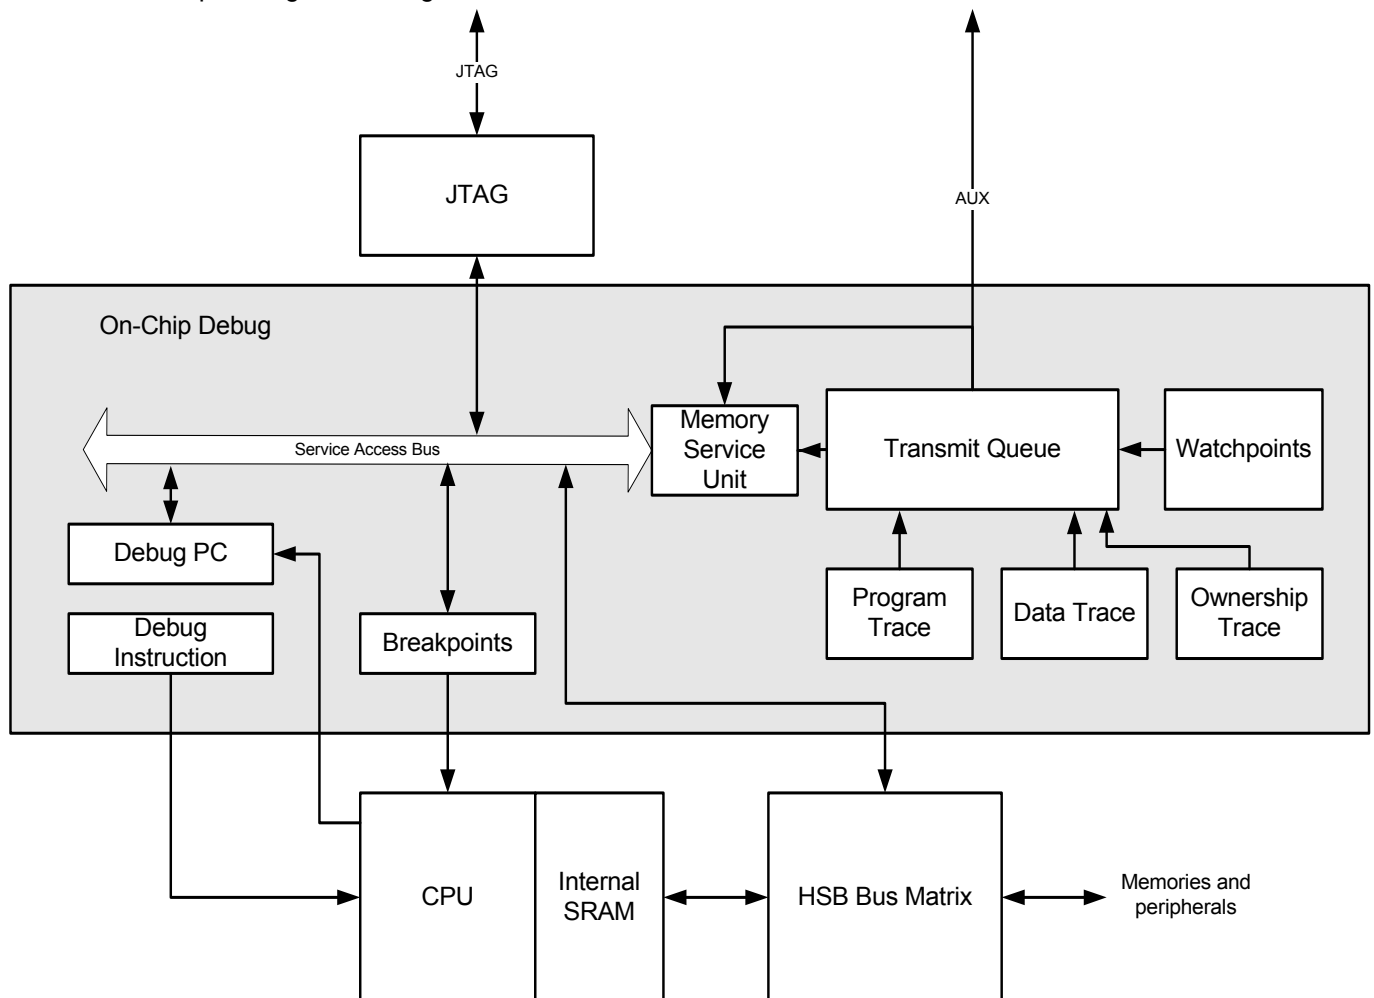 JTAG
JTAG
AUX
On-Chip Debug
Service Access Bus
Memory
Service
Unit
Transmit Queue
Watchpoints
Debug PC
Debug
Instruction
Breakpoints
Program
Trace
Data Trace
Ownership
Trace
CPU
Internal
SRAM
HSB Bus Matrix
Memories and
peripherals